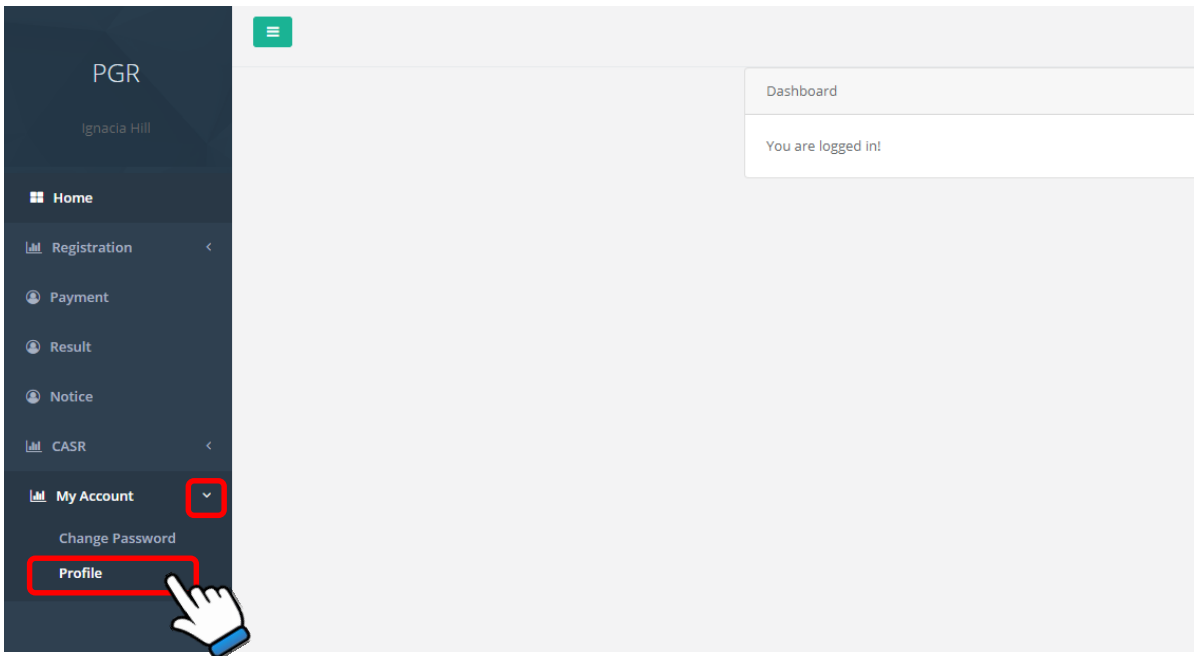 PGR
Ignacia Hill
Home
Registration
Payment
Result
Notice
CASR
My Account
Change Password
Profile
Dashboard
You are logged in!